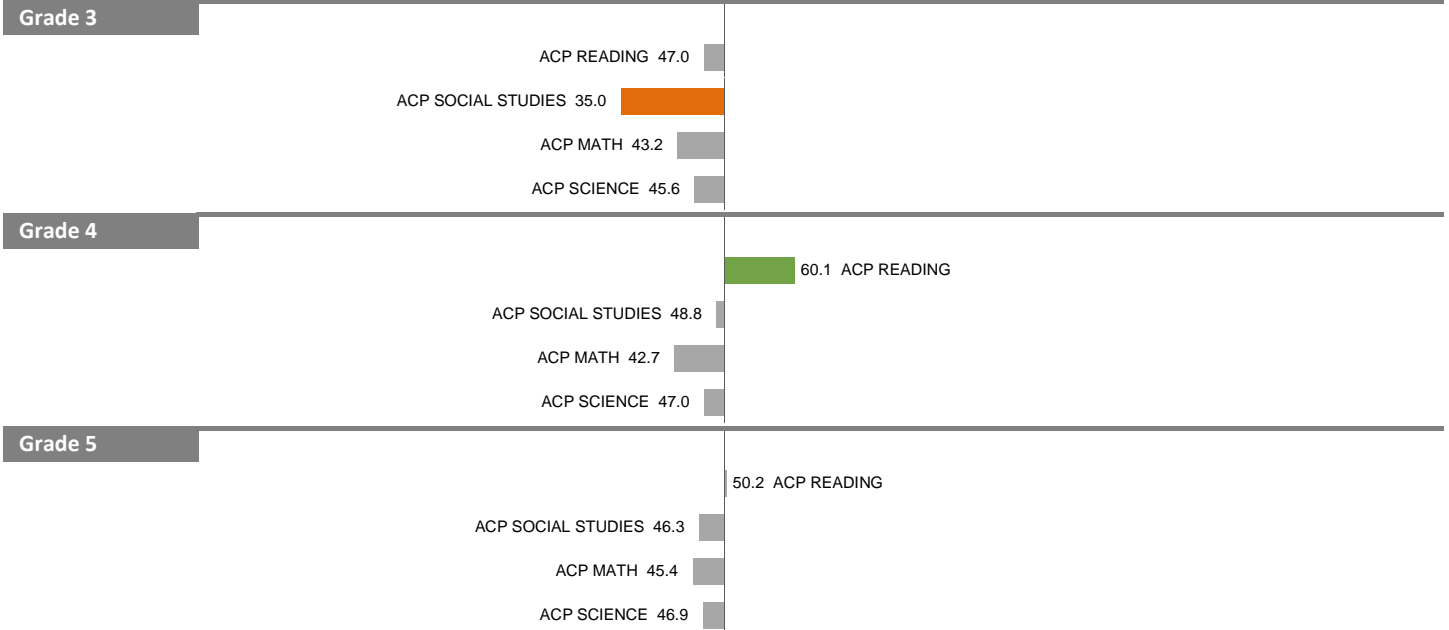 Grade 3
ACP READING 47.0
ACP SOCIAL STUDIES 35.0
ACP MATH 43.2
ACP SCIENCE 45.6
Grade 4
60.1 ACP READING
ACP SOCIAL STUDIES 48.8
ACP MATH 42.7
ACP SCIENCE 47.0
Grade 5
50.2 ACP READING
ACP SOCIAL STUDIES 46.3
ACP MATH 45.4
ACP SCIENCE 46.9